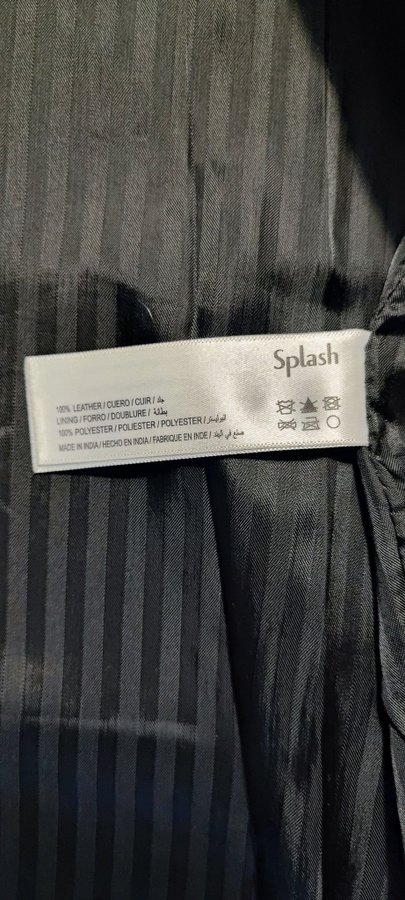 Splash
100% LEATHER / CUERO / CUIR / جلد
LINING / FORRO / DOUBLURE / بطانة
100% POLYESTER / POLIESTER / POLYESTER / البوليستر
MADE IN INDIA / HECHO EN INDIA / FABRIQUE EN INDE / صنع في الهند